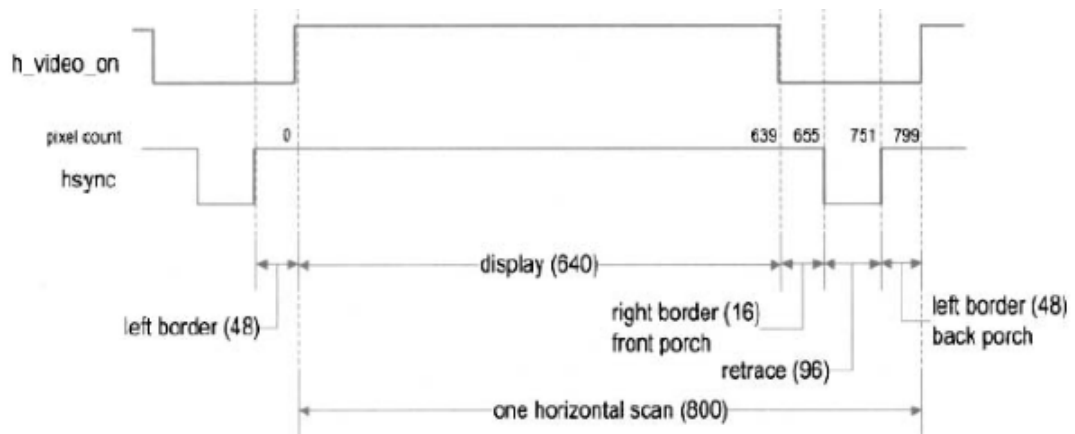 h_video_on
pixel count 0 639 655 751 799
hsync
display (640)
left border (48)
right border (16)
front porch
left border (48)
back porch
retrace (96)
one horizontal scan (800)